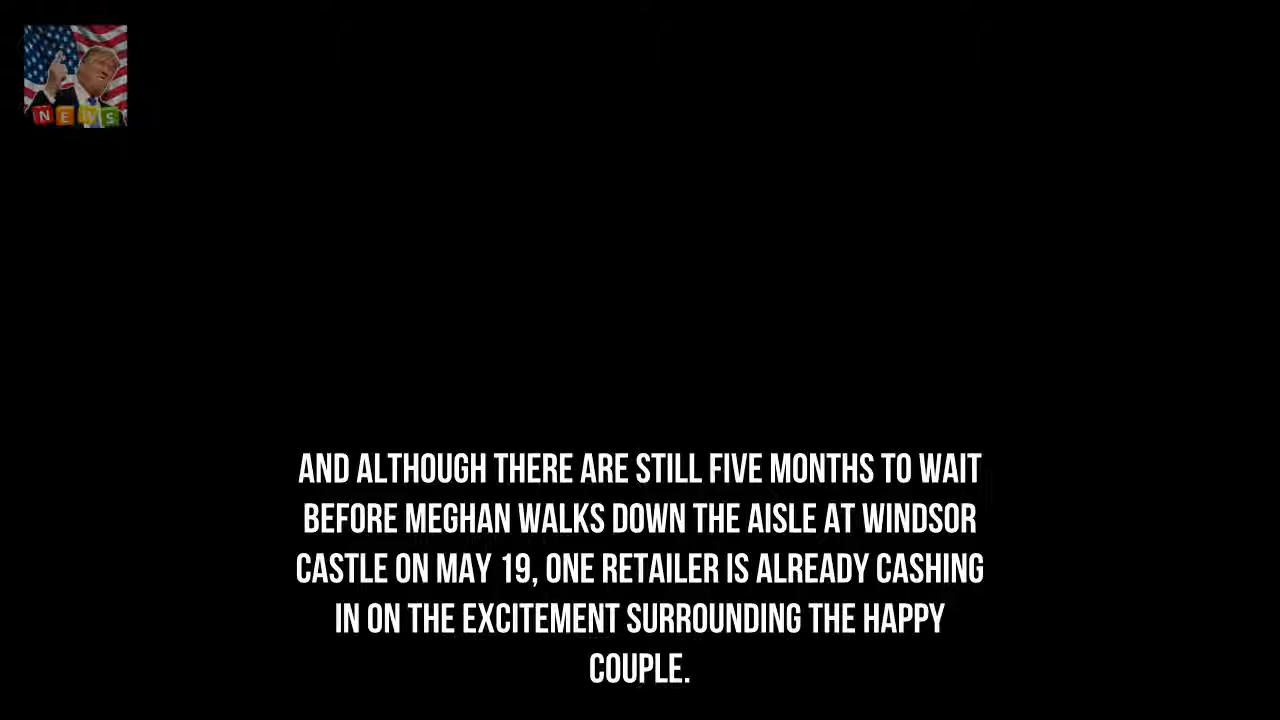 NEWS
AND ALTHOUGH THERE ARE STILL FIVE MONTHS TO WAIT
BEFORE MEGHAN WALKS DOWN THE AISLE AT WINDSOR
CASTLE ON MAY 19, ONE RETAILER IS ALREADY CASHING
IN ON THE EXCITEMENT SURROUNDING THE HAPPY
COUPLE.